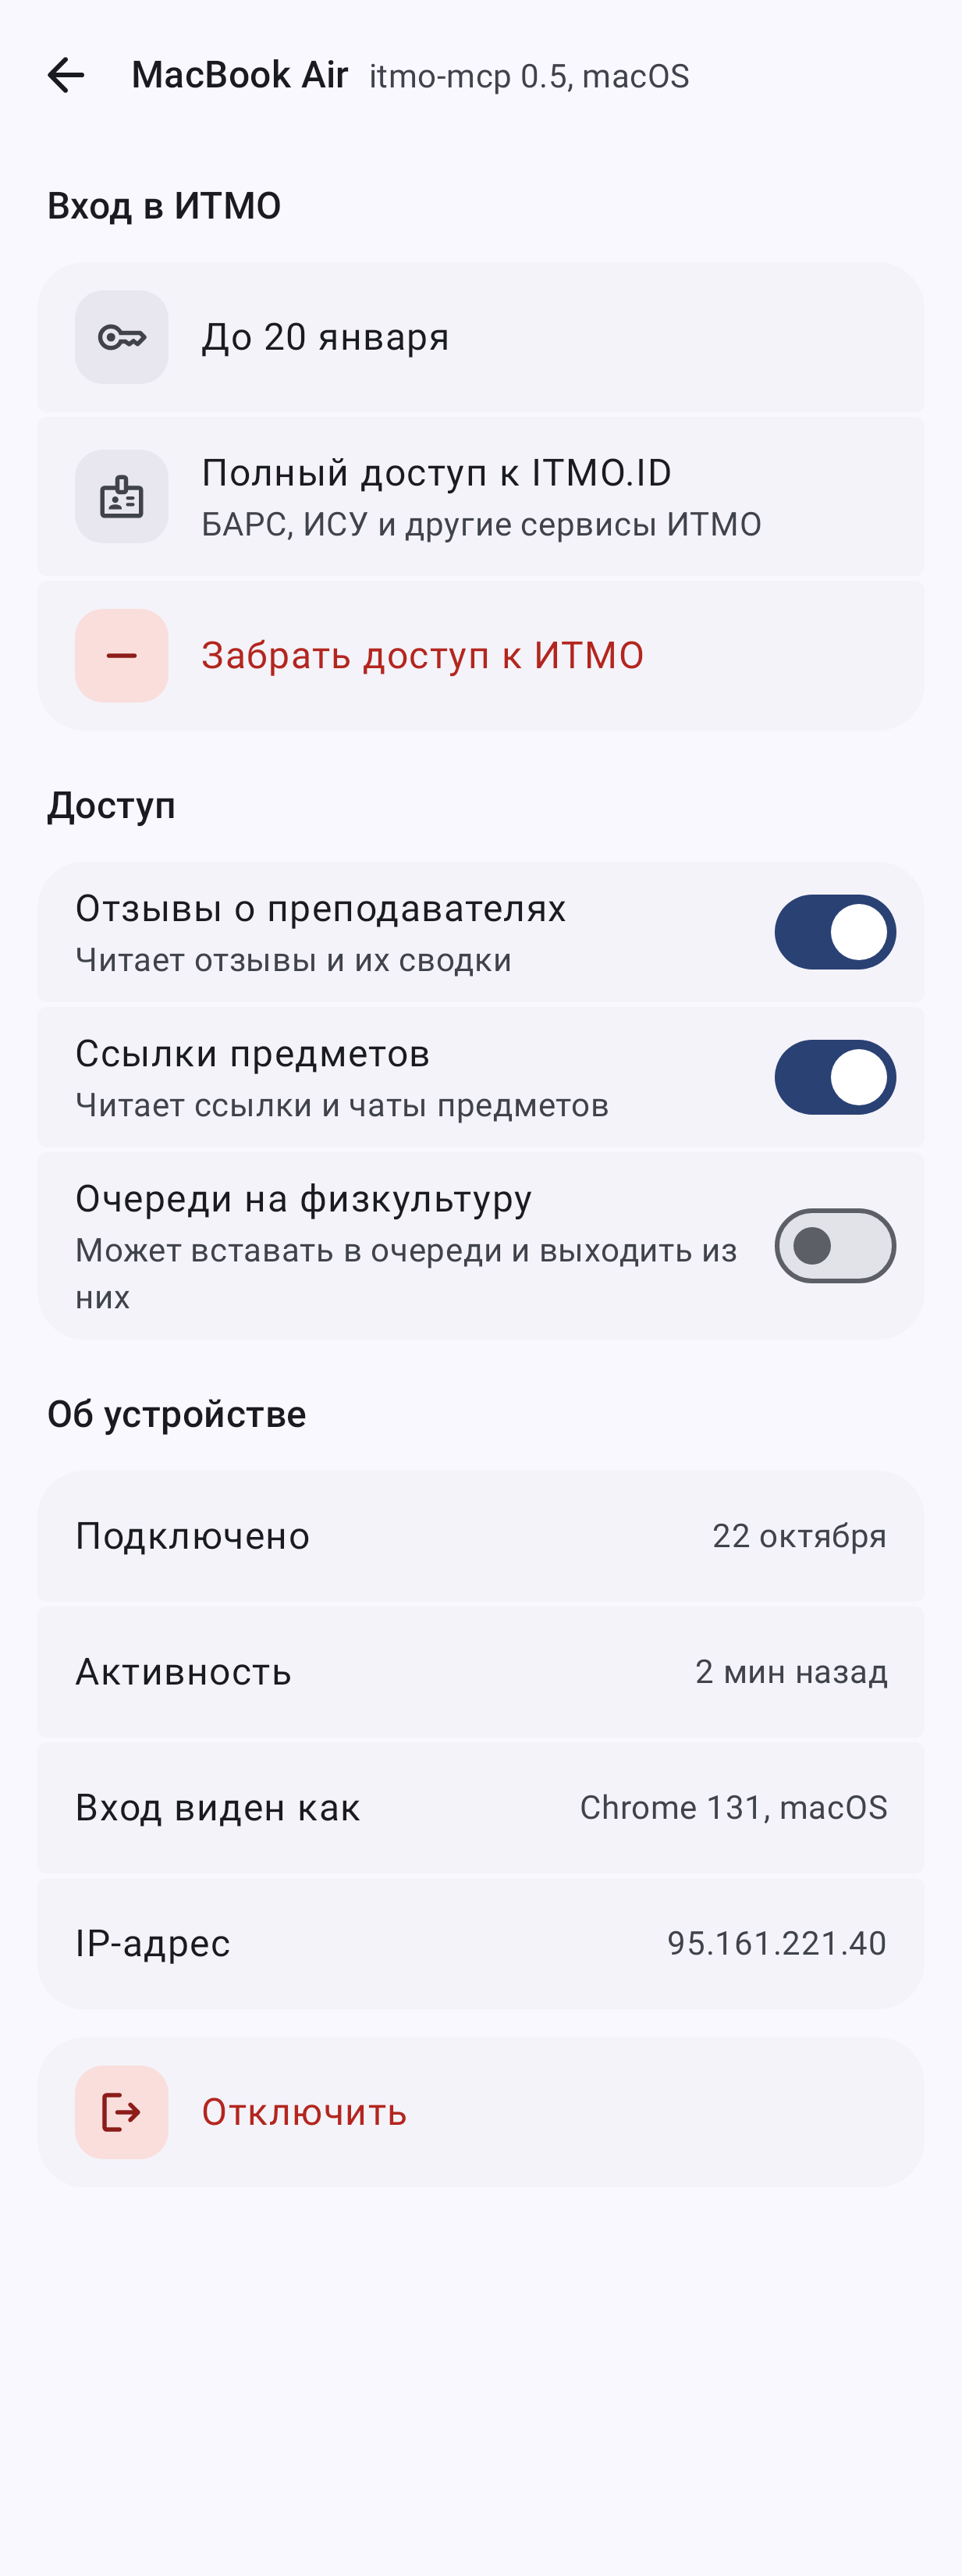 MacBook Air itmo-mcp 0.5, macOS
Вход в ИТМО
До 20 января
Полный доступ к ITMO.ID
БАРС, ИСУ и другие сервисы ИТМО
Забрать доступ к ИТМО
Доступ
Отзывы о преподавателях
Читает отзывы и их сводки
Ссылки предметов
Читает ссылки и чаты предметов
Очереди на физкультуру
Может вставать в очереди и выходить из
них
Об устройстве
Подключено 22 октября
Активность 2 мин назад
Вход виден как Chrome 131, macOS
IP-адрес 95.161.221.40
Отключить